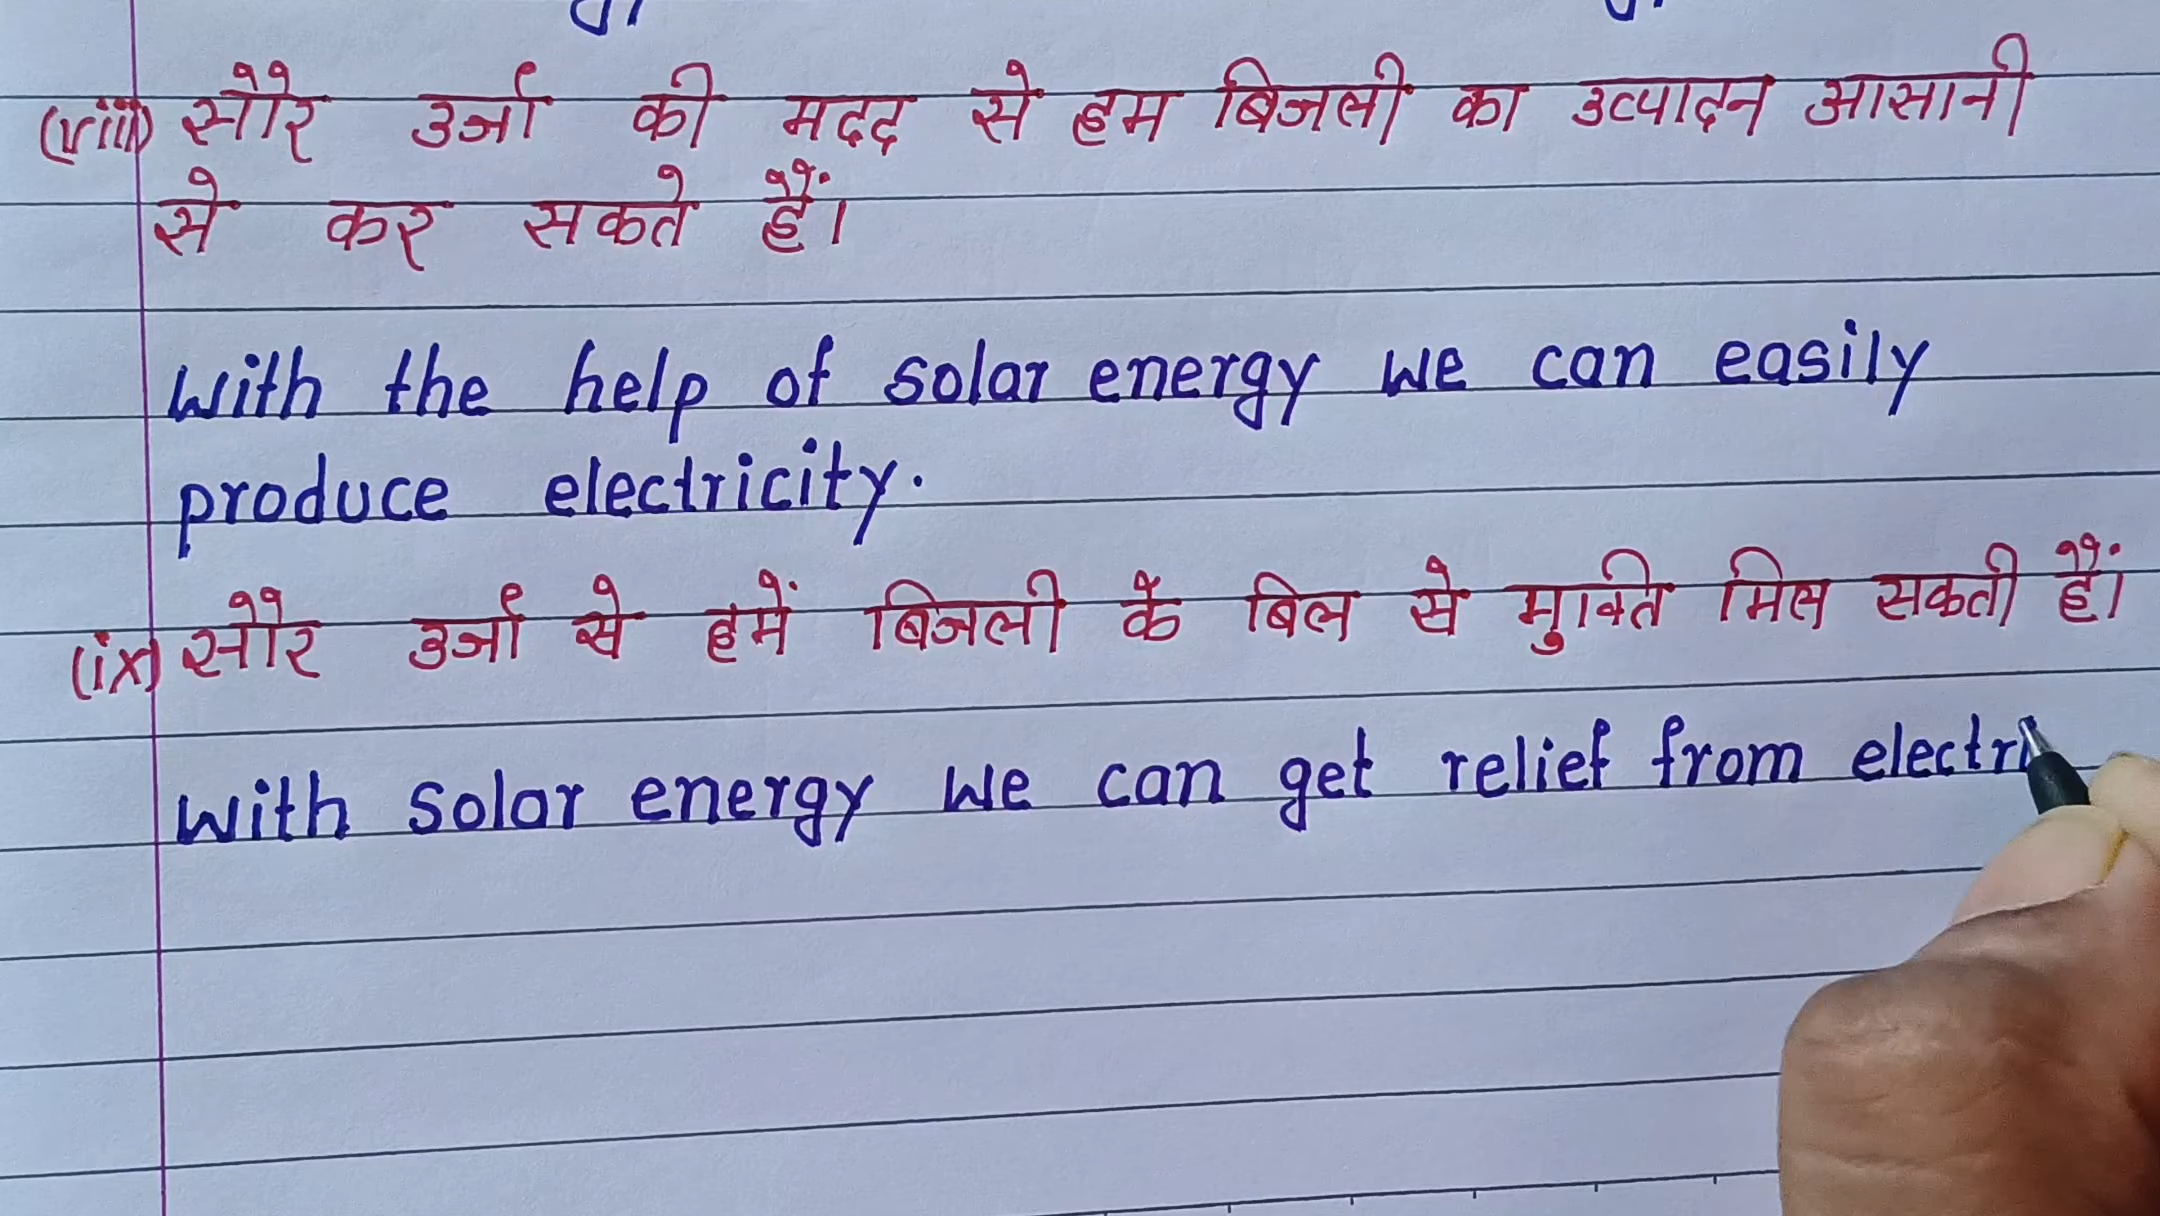 (viii) सौर उर्जा की मदद से हम बिजली का उत्पादन आसानी
से कर सकते हैं।
With the help of solar energy we can easily
produce electricity.
(ix) सौर उर्जा से हमें बिजली के बिल से मुक्ति मिल सकती हैं।
With solar energy we can get relief from electri